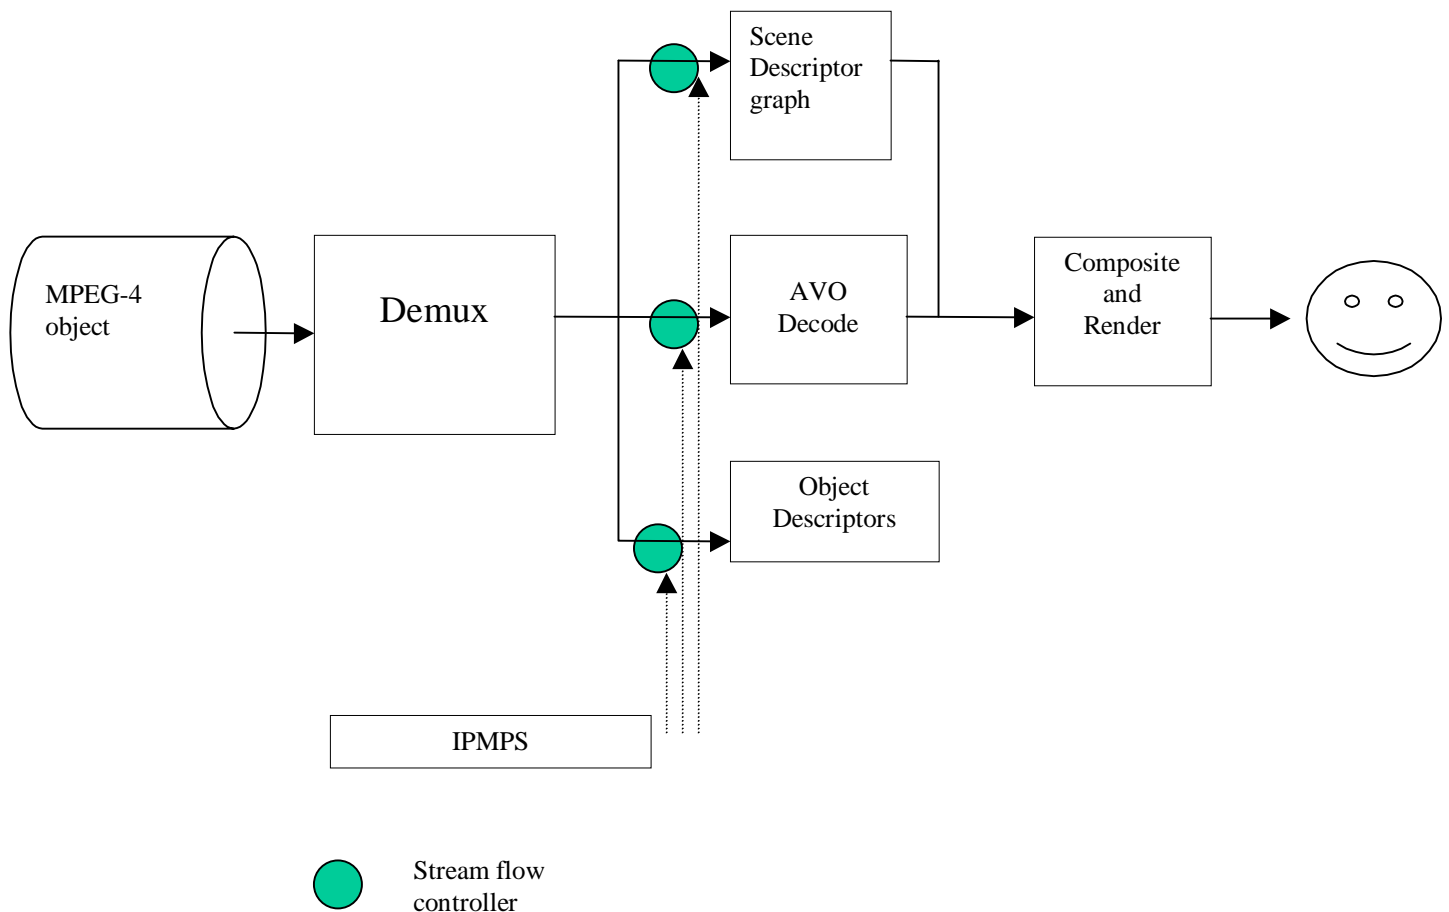 Scene
Descriptor
graph
MPEG-4
object
Demux
AVO
Decode
Composite
and
Render
Object
Descriptors
IPMPS
Stream flow
controller